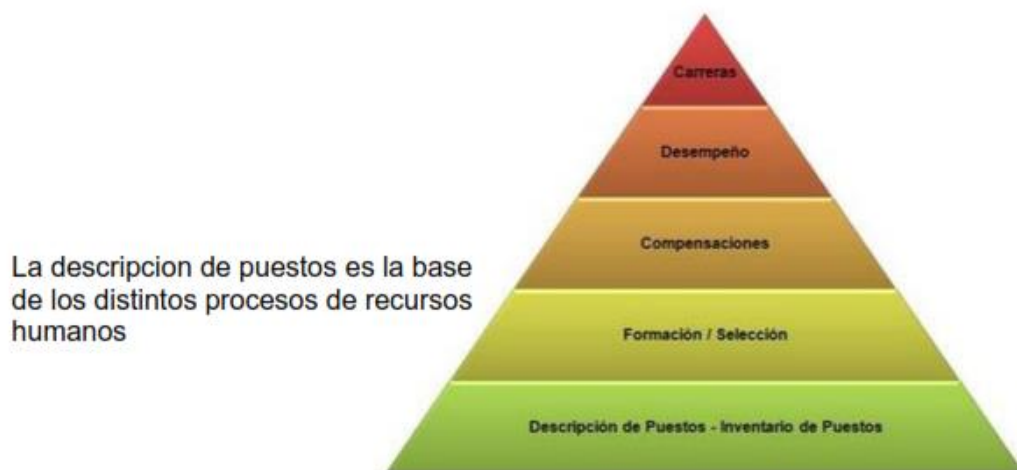 La descripcion de puestos es la base
de los distintos procesos de recursos
humanos
Carreras
Desempeño
Compensaciones
Formación / Selección
Descripción de Puestos - Inventario de Puestos